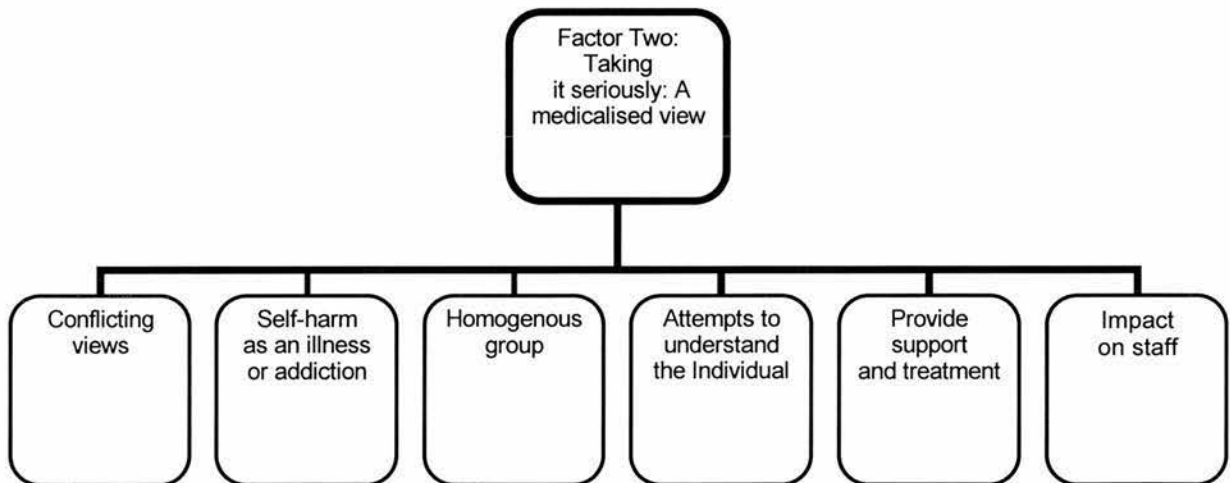 Factor Two:
Taking
it seriously: A
medicalised view
Conflicting
views
Self-harm
as an illness
or addiction
Homogenous
group
Attempts to
understand
the Individual
Provide
support
and treatment
Impact
on staff